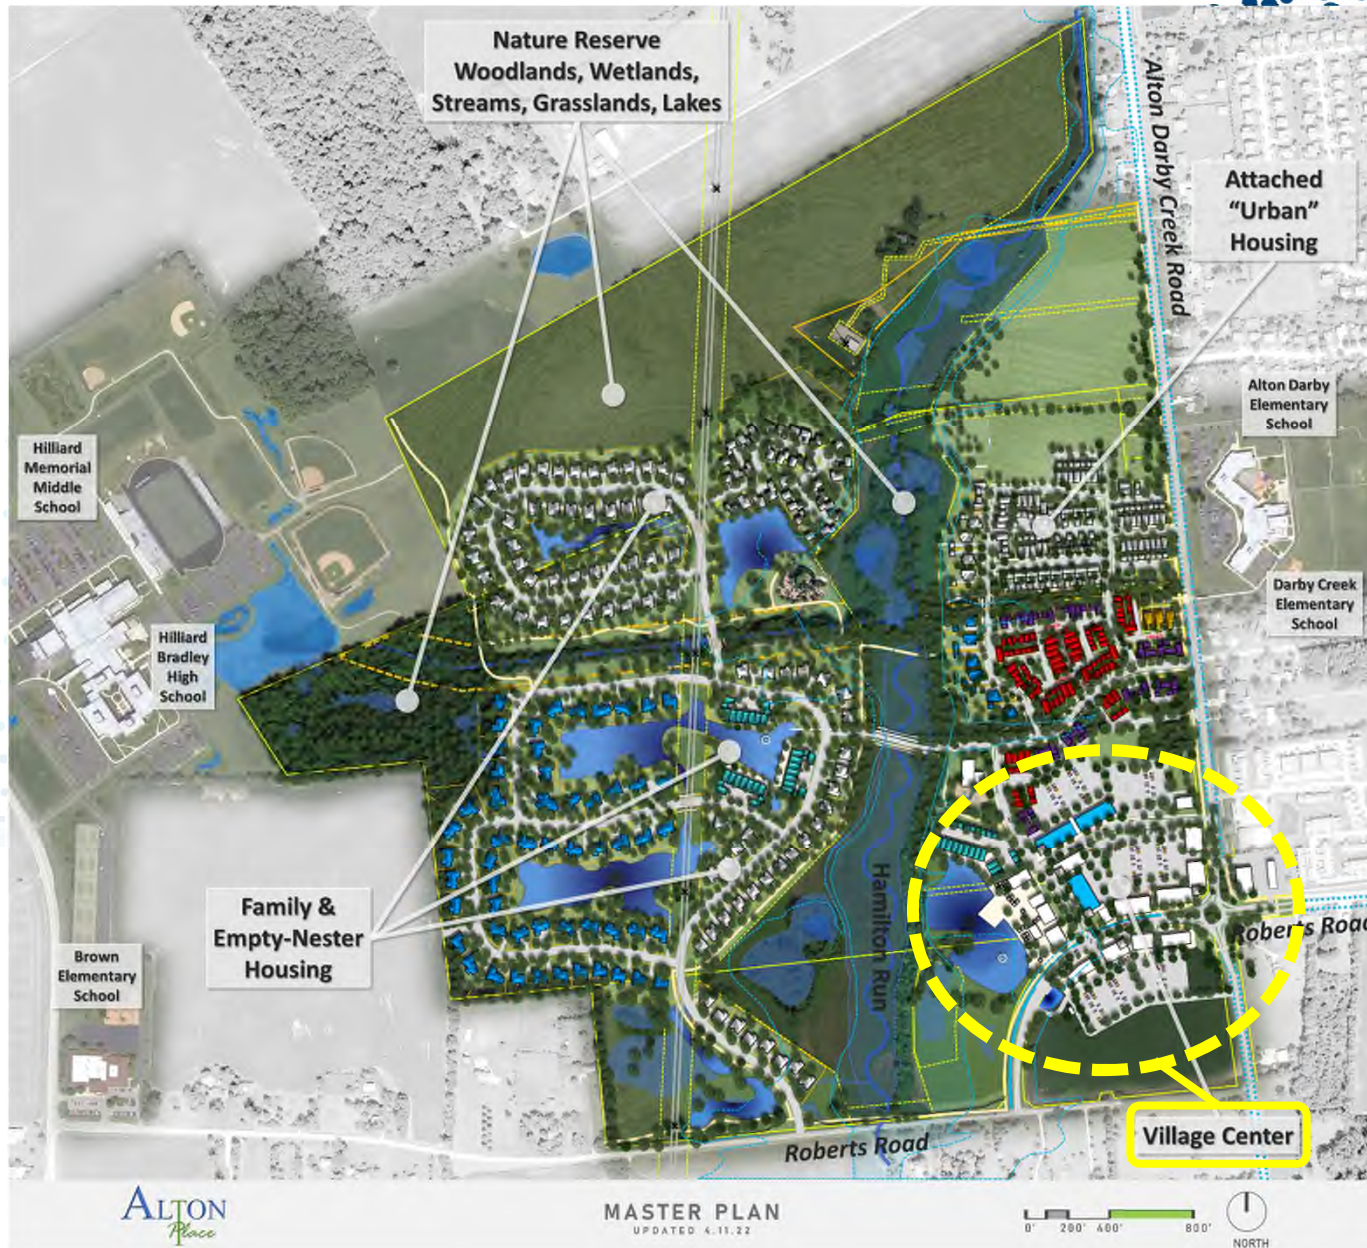 Nature Reserve
Woodlands, Wetlands,
Streams, Grasslands, Lakes
Alton Darby Creek Road
Attached
"Urban"
Housing
Alton Darby
Elementary
School
Hilliard
Memorial
Middle
School
Darby Creek
Elementary
School
Hilliard
Bradley
High
School
Hamilton Run
Family &
Empty-Nester
Housing
Roberts Road
Brown
Elementary
School
Village Center
Roberts Road
ALTON
Place
MASTER PLAN
UPDATED 4.11.22
0' 200' 400' 800'
NORTH